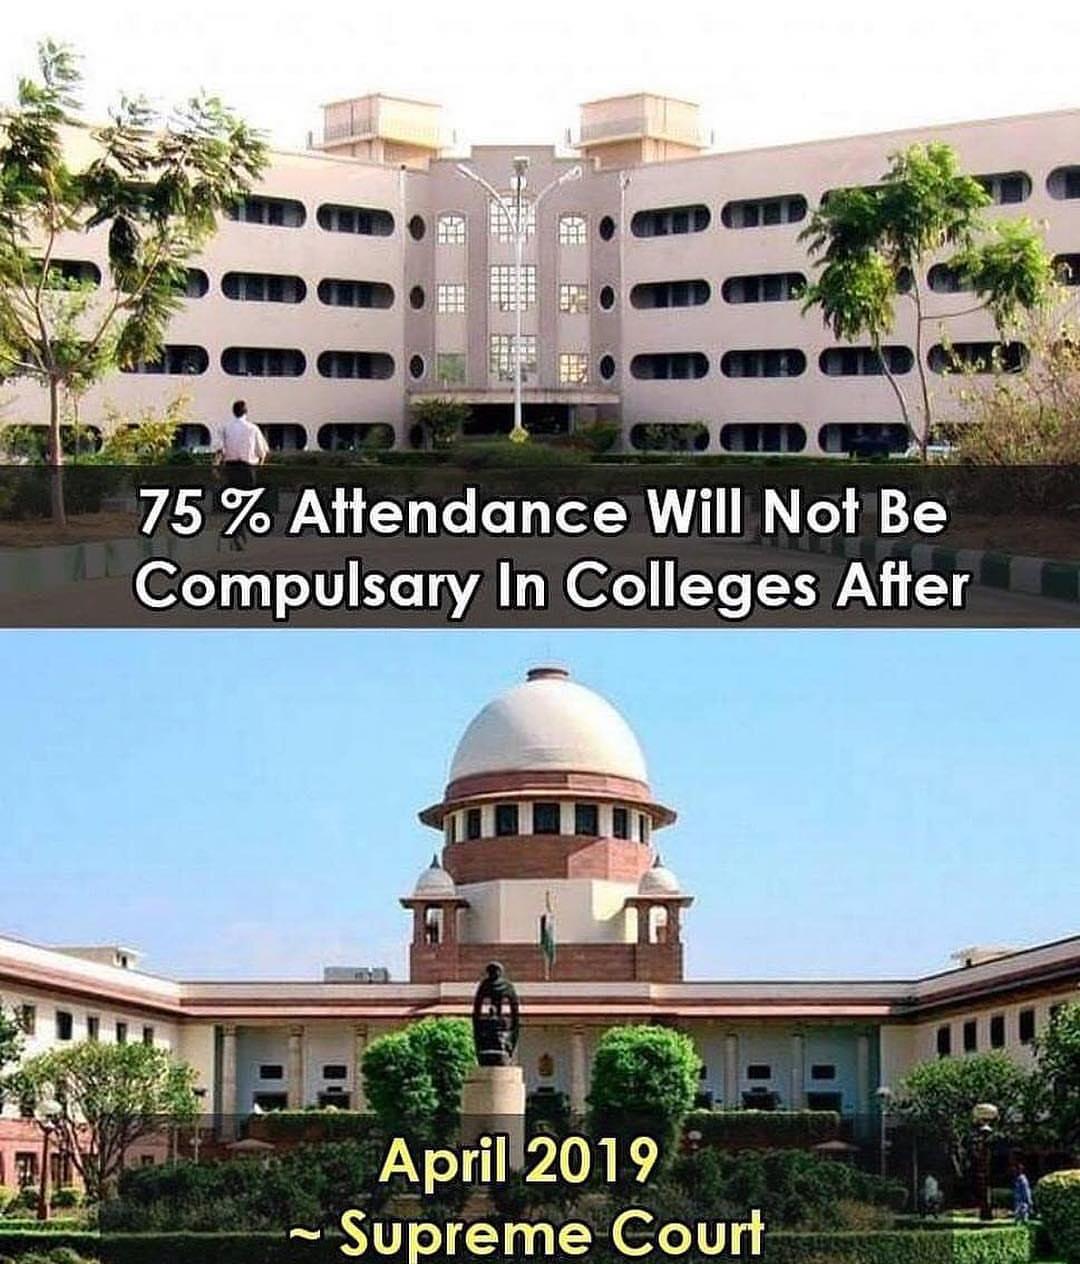 75 % Attendance Will Not Be
Compulsary In Colleges After
April 2019
~ Supreme Court